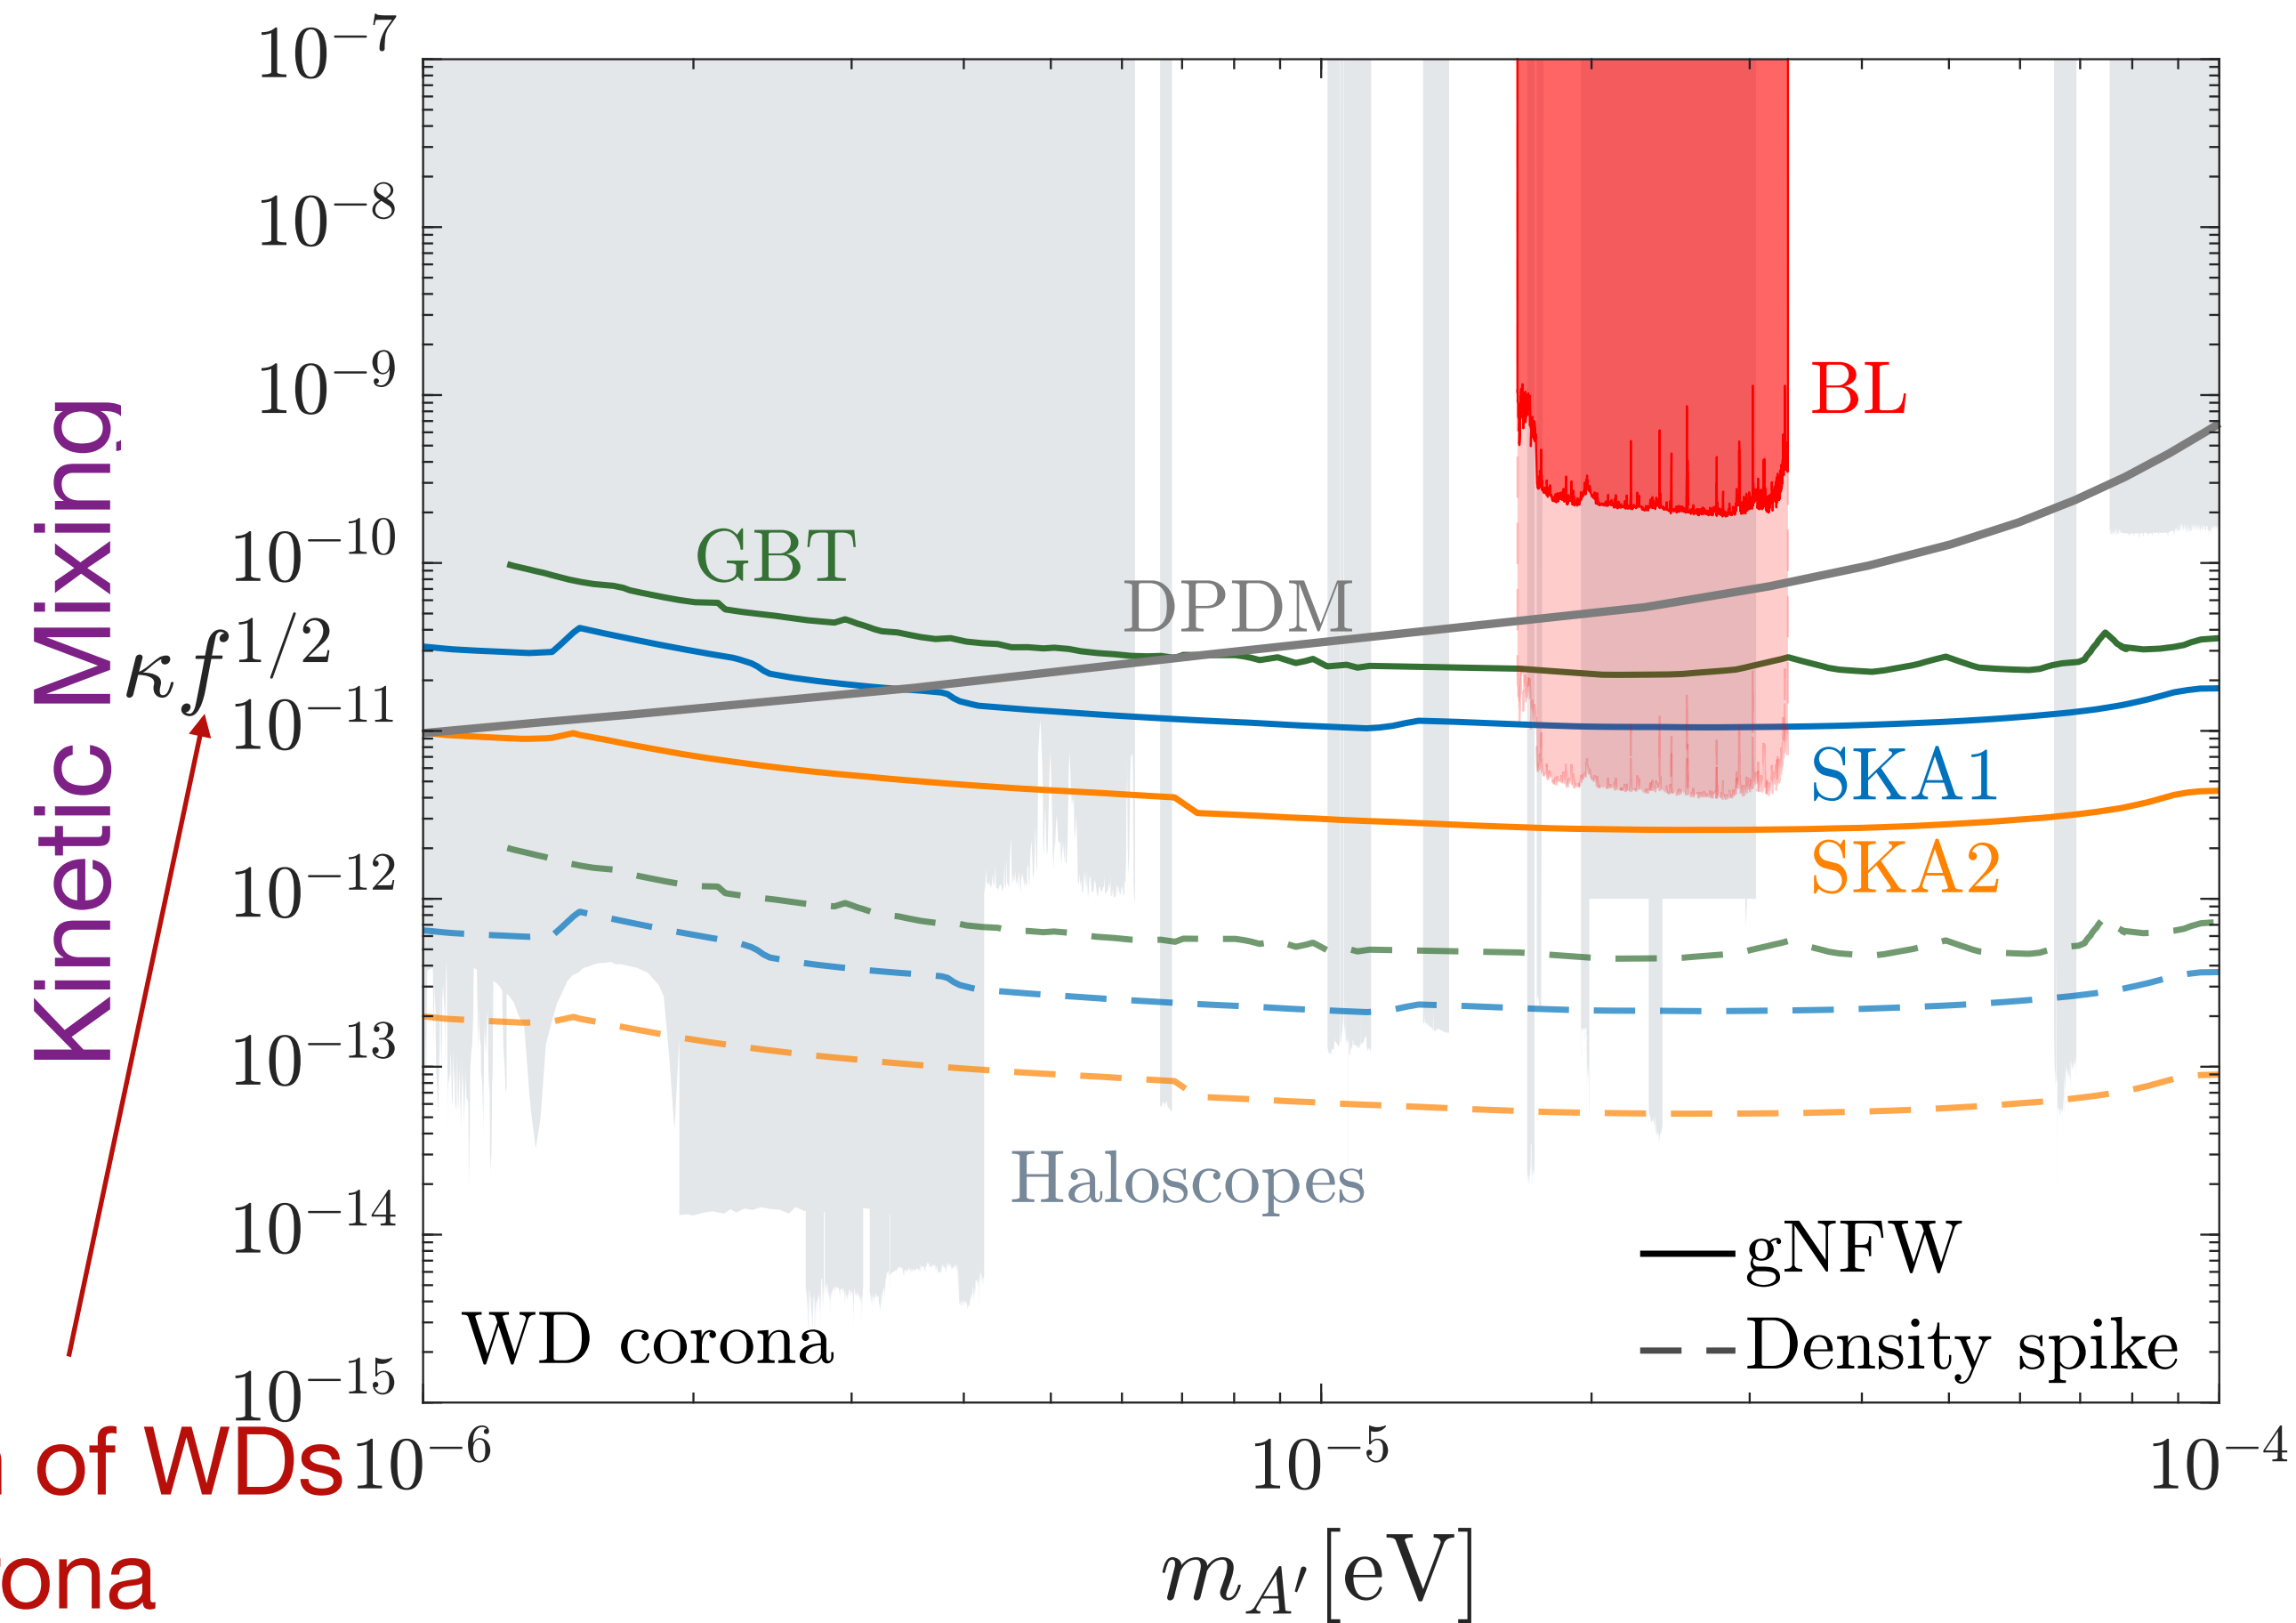 10⁻⁷
10⁻⁸
10⁻⁹
10⁻¹⁰
10⁻¹¹
10⁻¹²
10⁻¹³
10⁻¹⁴
10⁻¹⁵
Kinetic Mixing
κ f^{1/2}
BL
GBT
DPDM
SKA1
SKA2
Haloscopes
gNFW
Density spike
WD corona
of WDs
10⁻⁶
10⁻⁵
10⁻⁴
m_{A′} [eV]